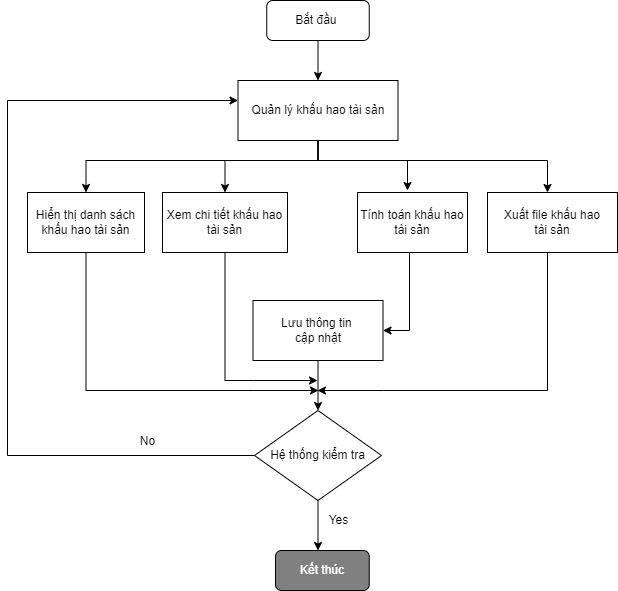 Bắt đầu
Quản lý khấu hao tài sản
Hiển thị danh sách
khấu hao tài sản
Xem chi tiết khấu hao
tài sản
Tính toán khấu hao
tài sản
Xuất file khấu hao
tài sản
Lưu thông tin
cập nhật
No
Hệ thống kiểm tra
Yes
Kết thúc